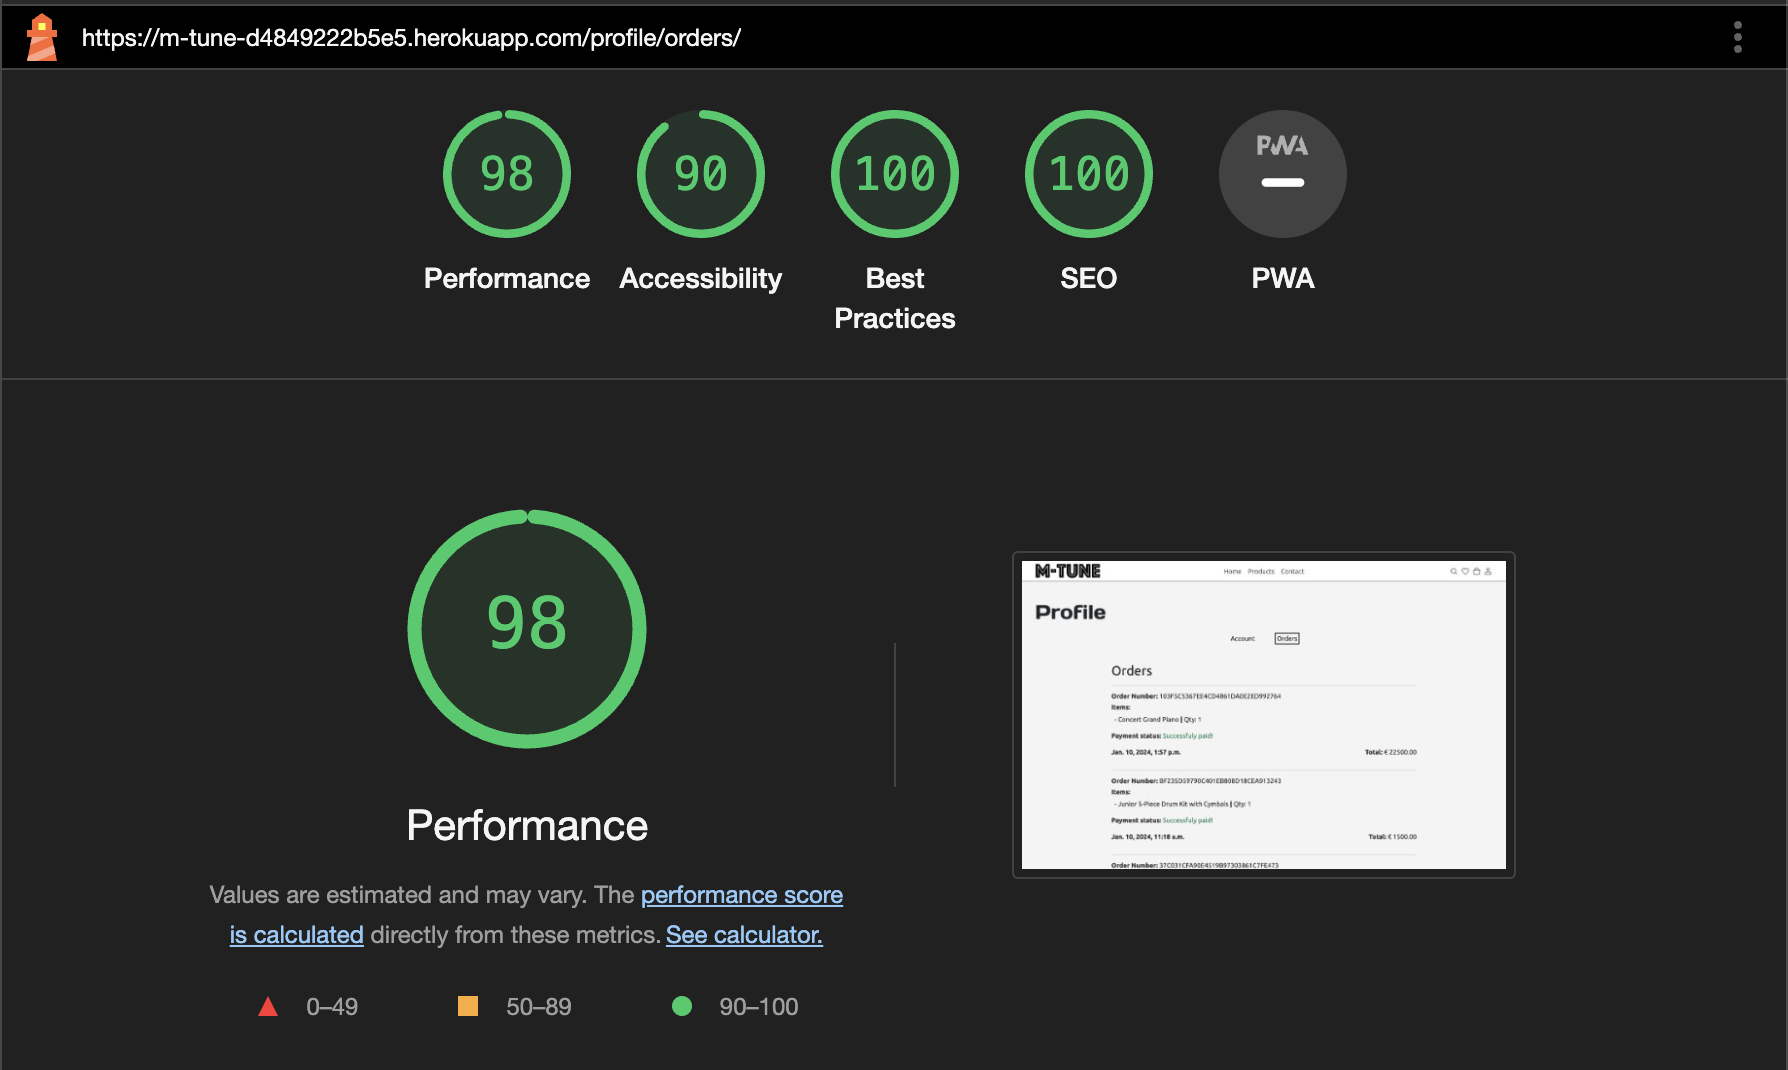 https://m-tune-d4849222b5e5.herokuapp.com/profile/orders/
98
90
100
100
PWA
Performance
Accessibility
Best
Practices
SEO
PWA
98
Performance
Values are estimated and may vary. The performance score
is calculated directly from these metrics. See calculator.
0–49
50–89
90–100
M-TUNE
Home Products Contact
Profile
Account Orders
Orders
Order Number:
Items:
- Concert Grand Piano | Qty: 1
Payment status: Successfuly paid!
Jan. 10, 2024, 1:57 p.m. Total: € 22500.00
Order Number:
Items:
- Junior 5-Piece Drum Kit with Cymbals | Qty: 1
Payment status: Successfuly paid!
Jan. 10, 2024, 11:18 a.m. Total: € 1500.00
Order Number: